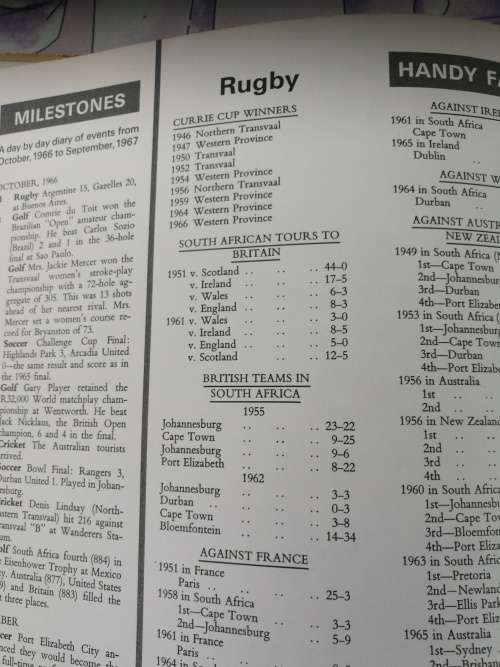 MILESTONES
A day by day diary of events from
October, 1966 to September, 1967
OCTOBER, 1966
Rugby Argentine 15, Gazelles 20,
at Buenos Aires.
Golf Comise du Toit won the
Brazilian "Open" amateur cham-
pionship. He beat Carlos Sozio
(Brazil) 2 and 1 in the 36-hole
final at Sao Paulo.
Golf Mrs. Jackie Mercer won the
Transvaal women's stroke-play
championship with a 72-hole ag-
gregate of 305. This was 13 shots
ahead of her nearest rival. Mrs.
Mercer set a women's course re-
cord for Bryanston of 73.
Soccer Challenge Cup Final:
Highlands Park 3, Arcadia United
0—the same result and score as in
the 1965 final.
Golf Gary Player retained the
R32,000 World matchplay cham-
pionship at Wentworth. He beat
Jack Nicklaus, the British Open
champion, 6 and 4 in the final.
Cricket The Australian tourists
arrived.
Soccer Bowl Final: Rangers 3,
Durban United 1. Played in Johan-
nesburg.
Cricket Denis Lindsay (North-
eastern Transvaal) hit 216 against
Transvaal "B" at Wanderers Sta-
dium.
Golf South Africa fourth (884) in
Eisenhower Trophy at Mexico
City. Australia (877), United States
and Britain (883) filled the
three places.
Port Elizabeth City an-
they would become the
full-time
Rugby
CURRIE CUP WINNERS
1946 Northern Transvaal
1947 Western Province
1950 Transvaal
1952 Transvaal
1954 Western Province
1956 Northern Transvaal
1959 Western Province
1964 Western Province
1966 Western Province
SOUTH AFRICAN TOURS TO
BRITAIN
1951 v. Scotland .. .. .. 44–0
v. Ireland .. .. .. 17–5
v. Wales .. .. .. 6–3
v. England .. .. .. 8–3
1961 v. Wales .. .. .. 3–0
v. Ireland .. .. .. 8–5
v. England .. .. .. 5–0
v. Scotland .. .. .. 12–5
BRITISH TEAMS IN
SOUTH AFRICA
1955
Johannesburg .. .. .. 23–22
Cape Town .. .. .. 9–25
Johannesburg .. .. .. 9–6
Port Elizabeth .. .. .. 8–22
1962
Johannesburg .. .. .. 3–3
Durban .. .. .. .. 0–3
Cape Town .. .. .. 3–8
Bloemfontein .. .. .. 14–34
AGAINST FRANCE
1951 in France
Paris .. .. .. .. 25–3
1958 in South Africa
1st—Cape Town .. .. 3–3
2nd—Johannesburg .. .. 5–9
1961 in France
Paris
1964 in South
HANDY
AGAINST
1961 in South Africa
Cape Town
1965 in Ireland
Dublin ..
AGAINST
1964 in South Africa
Durban ..
AGAINST
NEW
1949 in South Africa
1st—Cape Town
2nd—Johannesburg
3rd—Durban
4th—Port Elizabeth
1953 in South Africa
1st—Johannesburg
2nd—Cape Town
3rd—Durban
4th—Port
1956 in Australia
1st ..
2nd ..
1956 in New Zealand
1st .. ..
2nd .. ..
3rd .. ..
4th .. ..
1960 in South Africa
1st—Johannesburg
2nd—Cape Town
3rd—Bloemfontein
4th—Port
1963 in South
1st—Pretoria
2nd—Newlands
3rd—Ellis Park
4th—Port
1965 in Australia
1st—Sydney